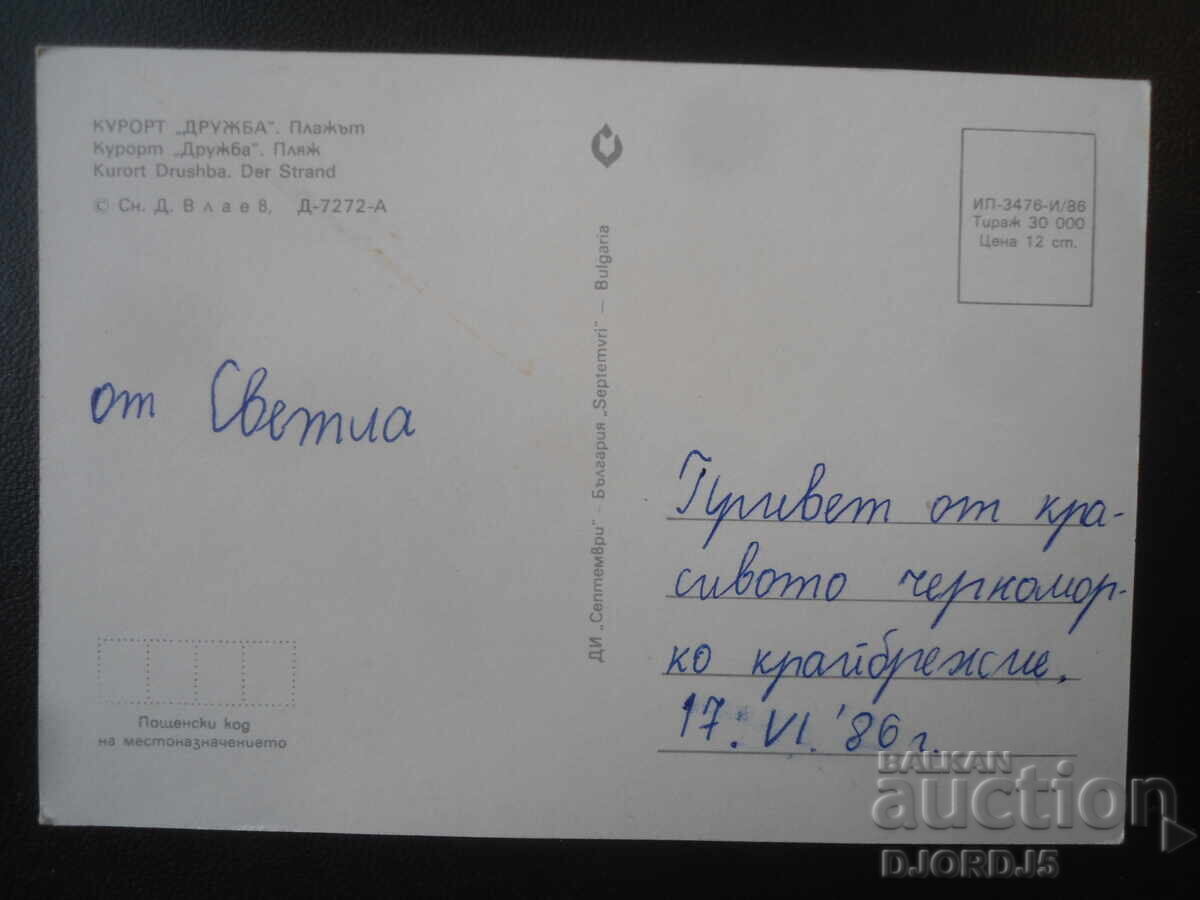 КУРОРТ „ДРУЖБА“. Плажът
Курорт „Дружба“. Пляж
Kurort Drushba. Der Strand
© Сн. Д. Влаев, Д-7272-А
ИП-3476-И/86
Тираж 30 000
Цена 12 ст.
ДИ „Септември“ - България „Septemvri“ - Bulgaria
от Светла
Привет от кра-
сивото черномор-
ко крайбрежие.
17. VI. '86 г.
Пощенски код
на местоназначението
BALKAN
auction
DJORDJ5